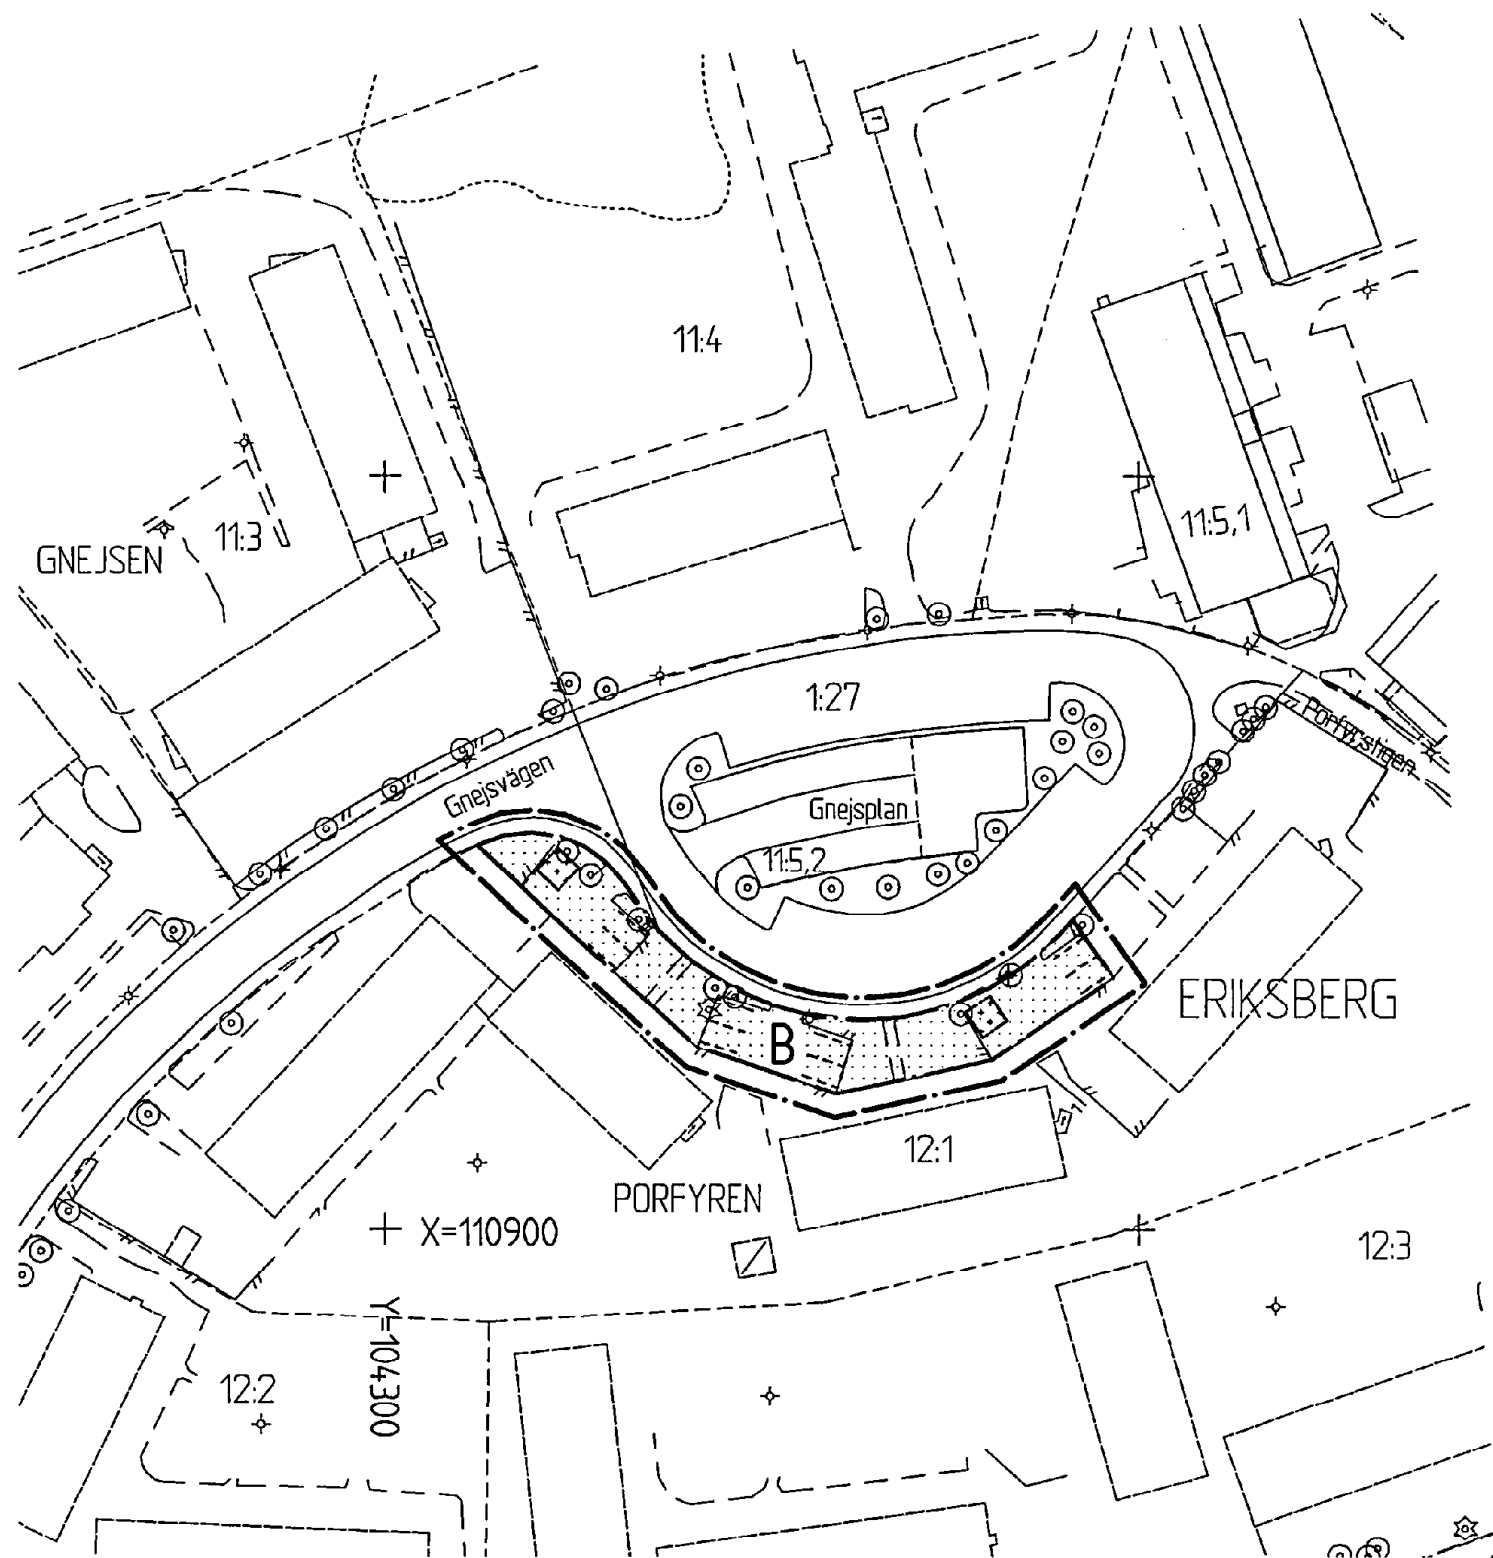 11:4
11:3
GNEJSEN
11:5,1
1:27
Porfyrstigen
Gnejsvägen
Gnejsplan
11:5,2
ERIKSBERG
B
12:1
PORFYREN
X=110900
12:3
Y=104300
12:2